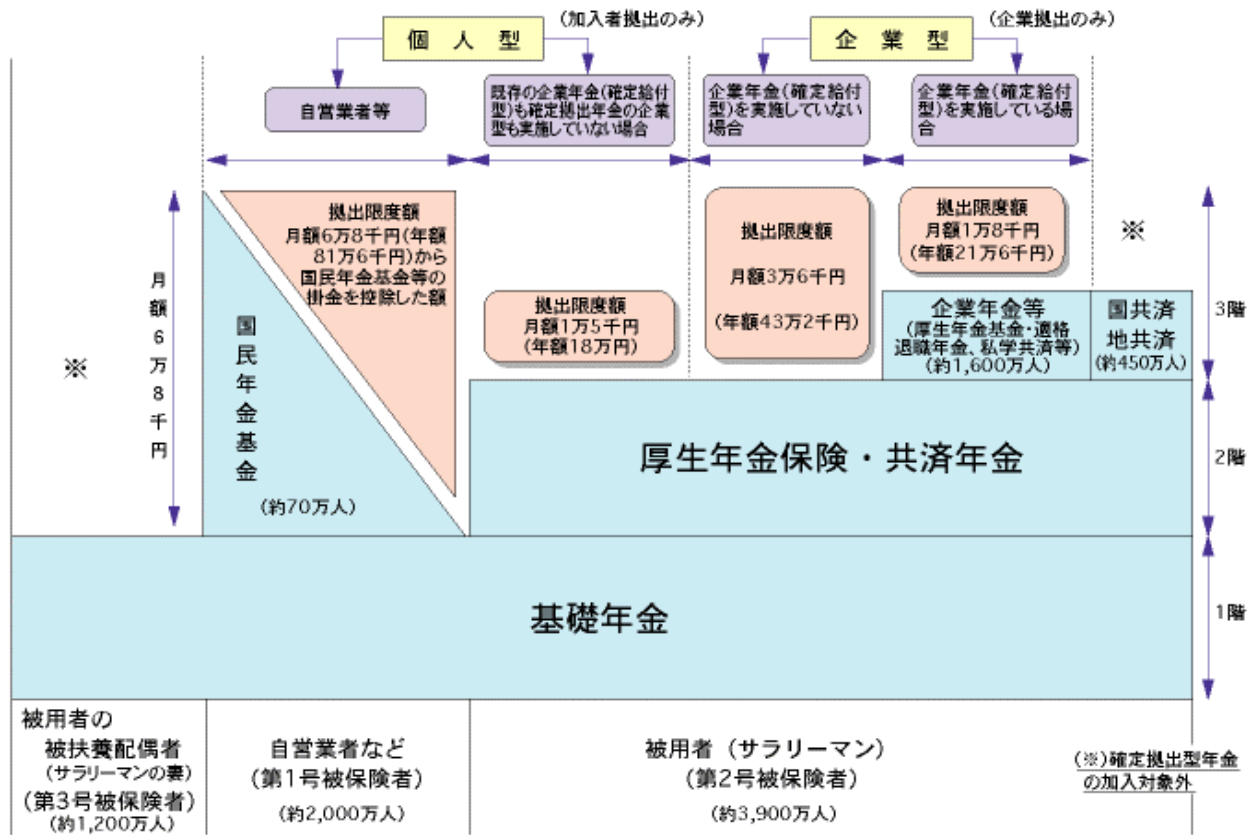 個人型
(加入者拠出のみ)
企業型
(企業拠出のみ)
自営業者等
既存の企業年金(確定給付
型)も確定拠出年金の企業
型も実施していない場合
企業年金(確定給付
型)を実施していない
場合
企業年金(確定給付
型)を実施している場
合
月額6万8千円
拠出限度額
月額6万8千円(年額
81万6千円)から
国民年金基金等の
掛金を控除した額
国民年金基金
(約70万人)
拠出限度額
月額1万5千円
(年額18万円)
拠出限度額
月額3万6千円
(年額43万2千円)
拠出限度額
月額1万8千円
(年額21万6千円)
企業年金等
(厚生年金基金・適格
退職年金、私学共済等)
(約1,600万人)
※
国共済
地共済
(約450万人)
※
厚生年金保険・共済年金
基礎年金
3階
2階
1階
被用者の
被扶養配偶者
(サラリーマンの妻)
(第3号被保険者)
(約1,200万人)
自営業者など
(第1号被保険者)
(約2,000万人)
被用者(サラリーマン)
(第2号被保険者)
(約3,900万人)
(※)確定拠出型年金
の加入対象外